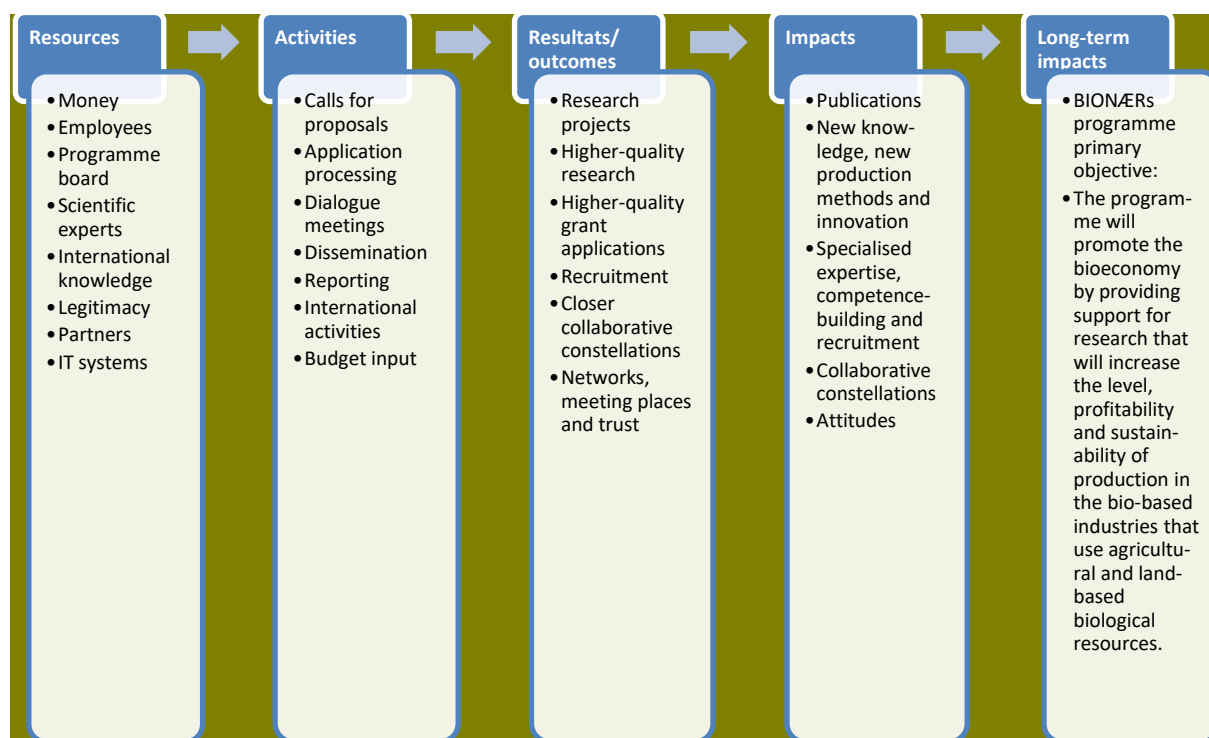 Resources
• Money
• Employees
• Programme
board
• Scientific
experts
• International
knowledge
• Legitimacy
• Partners
• IT systems
Activities
• Calls for
proposals
• Application
processing
• Dialogue
meetings
• Dissemination
• Reporting
• International
activities
• Budget input
Resultats/
outcomes
• Research
projects
• Higher-quality
research
• Higher-quality
grant
applications
• Recruitment
• Closer
collaborative
constellations
• Networks,
meeting places
and trust
Impacts
• Publications
• New know-
ledge, new
production
methods and
innovation
• Specialised
expertise,
competence-
building and
recruitment
• Collaborative
constellations
• Attitudes
Long-term
impacts
• BIONÆRs
programme
primary
objective:
• The program-
me will
promote the
bioeconomy
by providing
support for
research that
will increase
the level,
profitability
and sustain-
ability of
production in
the bio-based
industries that
use agricultu-
ral and land-
based
biological
resources.